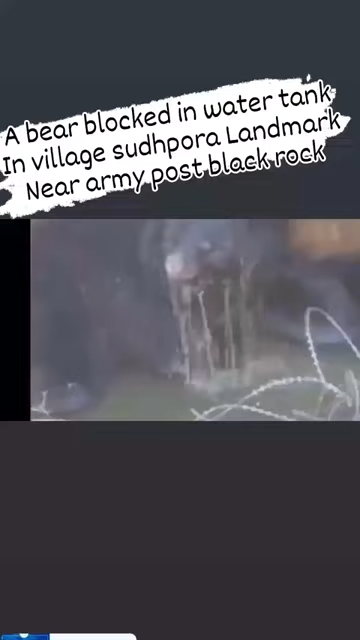 A bear blocked in water tank
In village sudhpora Landmark
Near army post black rock